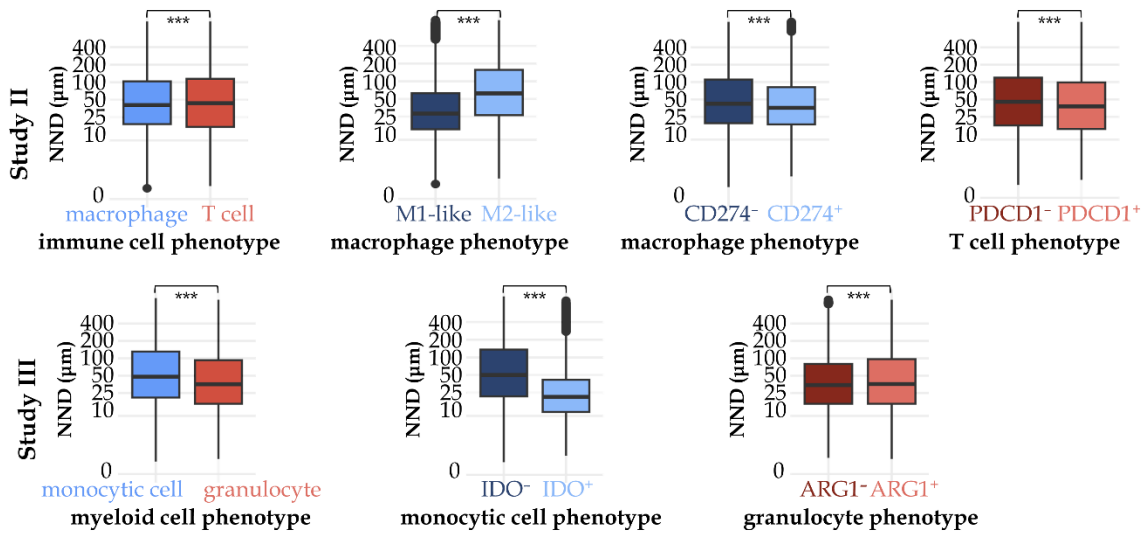 ***
***
***
***
Study II
NND (µm)
400
200
100
50
25
10
0
macrophage T cell
immune cell phenotype
NND (µm)
400
200
100
50
25
10
0
M1-like M2-like
macrophage phenotype
NND (µm)
400
200
100
50
25
10
0
CD274⁻ CD274⁺
macrophage phenotype
NND (µm)
400
200
100
50
25
10
0
PDCD1⁻ PDCD1⁺
T cell phenotype
***
***
***
Study III
NND (µm)
400
200
100
50
25
10
0
monocytic cell granulocyte
myeloid cell phenotype
NND (µm)
400
200
100
50
25
10
0
IDO⁻ IDO⁺
monocytic cell phenotype
NND (µm)
400
200
100
50
25
10
0
ARG1⁻ ARG1⁺
granulocyte phenotype